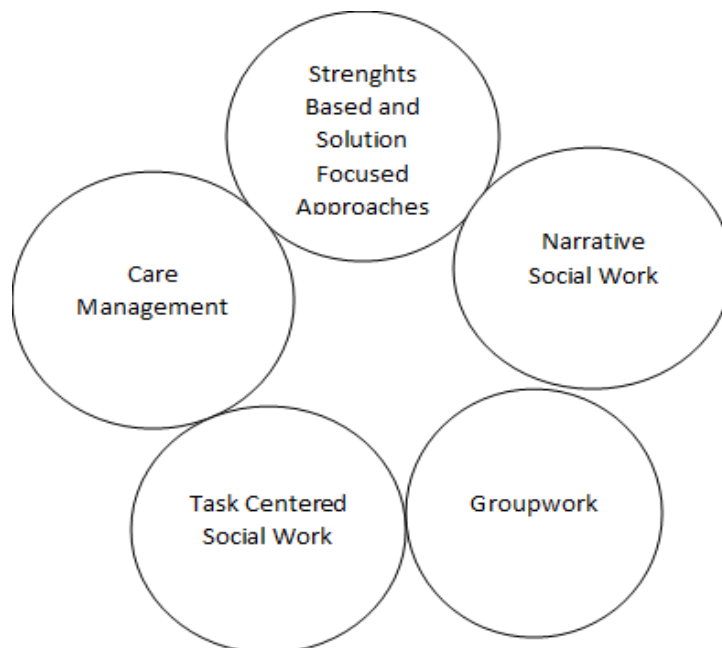 Strenghts
Based and
Solution
Focused
Approaches
Narrative
Social Work
Care
Management
Task Centered
Social Work
Groupwork